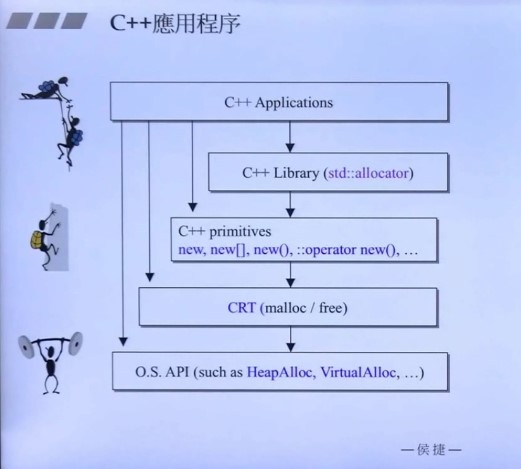 C++應用程序
C++ Applications
C++ Library (std::allocator)
C++ primitives
new, new[], new(), ::operator new(), …
CRT (malloc / free)
O.S. API (such as HeapAlloc, VirtualAlloc, …)
—侯捷—